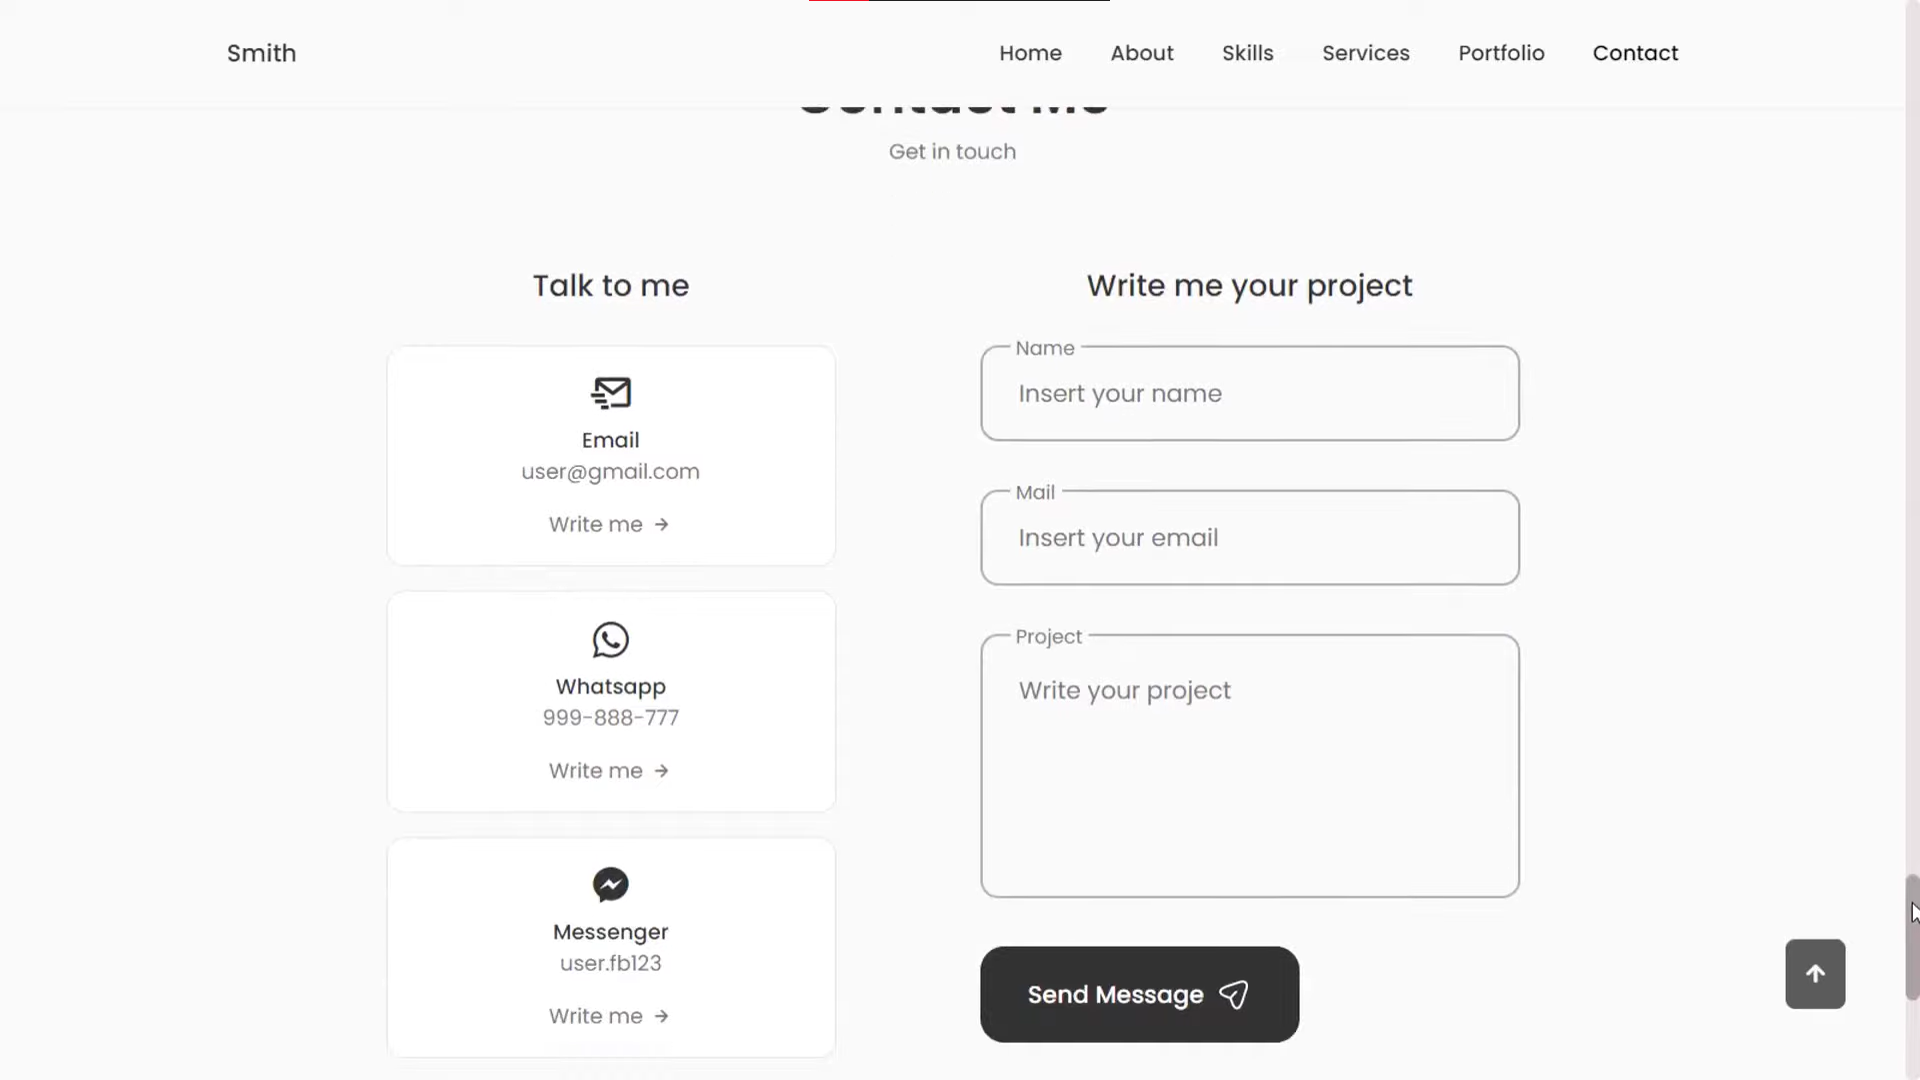 Smith
Home About Skills Services Portfolio Contact
Contact Me
Get in touch
Talk to me
Email
user@gmail.com
Write me
Whatsapp
999-888-777
Write me
Messenger
user.fb123
Write me
Write me your project
Name
Insert your name
Mail
Insert your email
Project
Write your project
Send Message